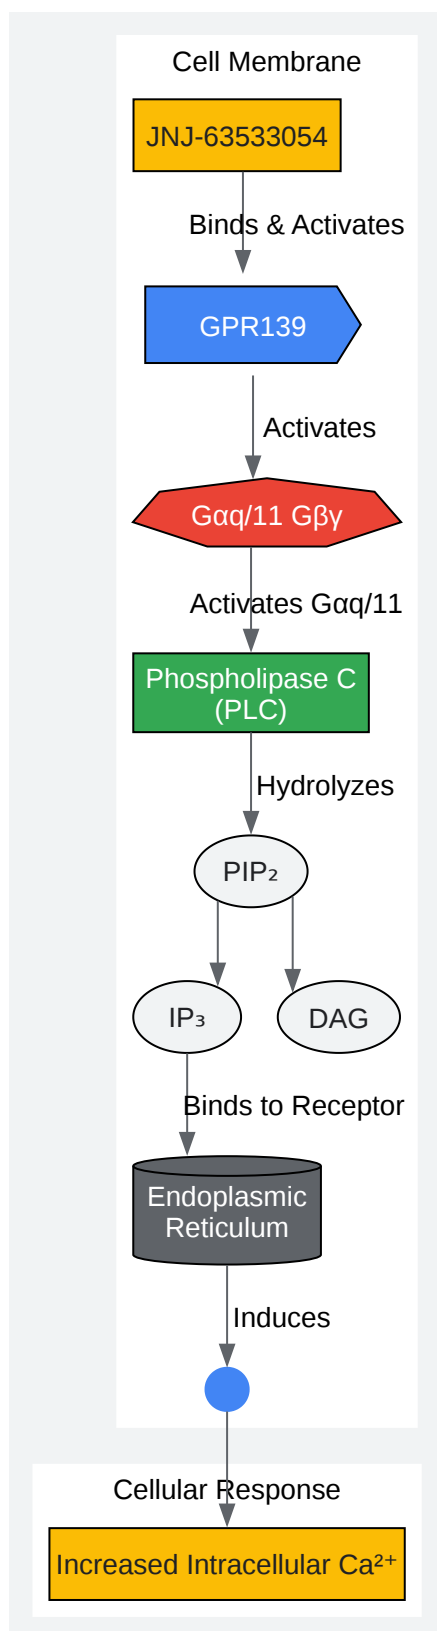 Cell Membrane
JNJ-63533054
Binds & Activates
GPR139
Activates
Gαq/11 Gβγ
Activates Gαq/11
Phospholipase C
(PLC)
Hydrolyzes
PIP₂
IP₃
DAG
Binds to Receptor
Endoplasmic
Reticulum
Induces
Cellular Response
Increased Intracellular Ca²⁺